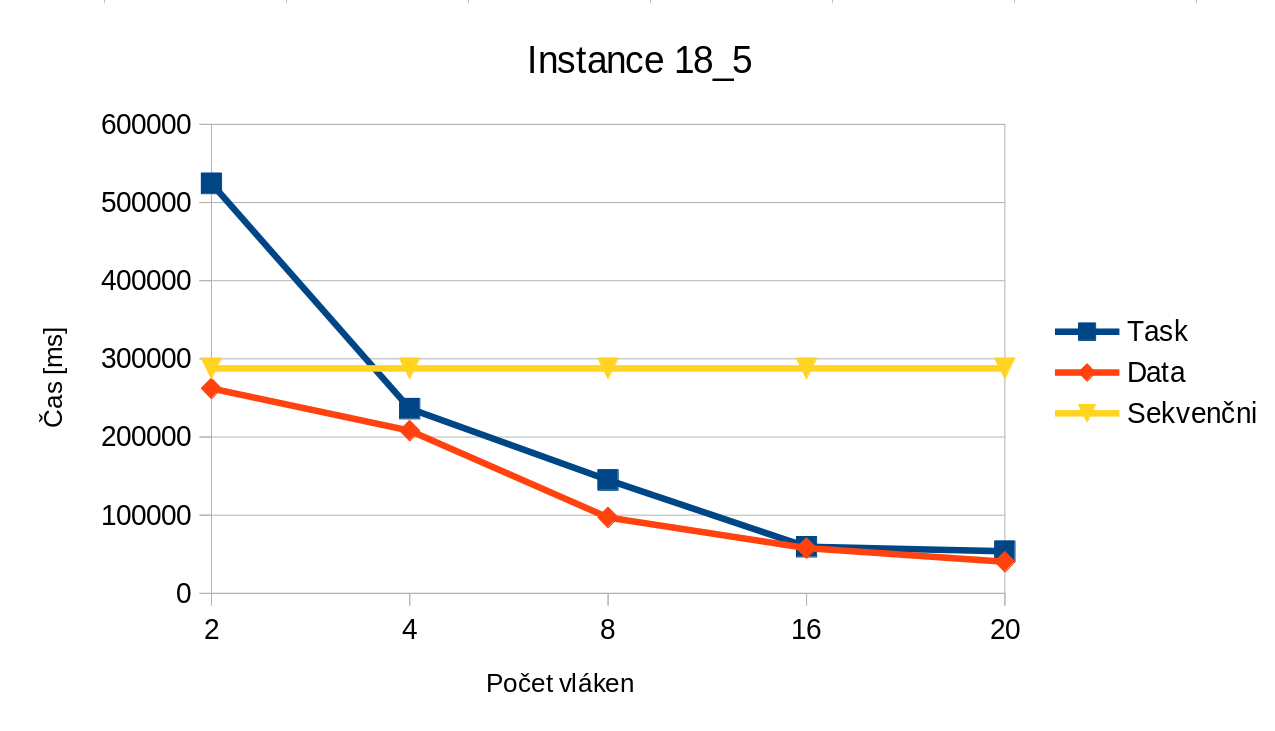 Instance 18_5
600000
500000
400000
300000
200000
100000
0
Čas [ms]
2 4 8 16 20
Počet vláken
Task
Data
Sekvenčni